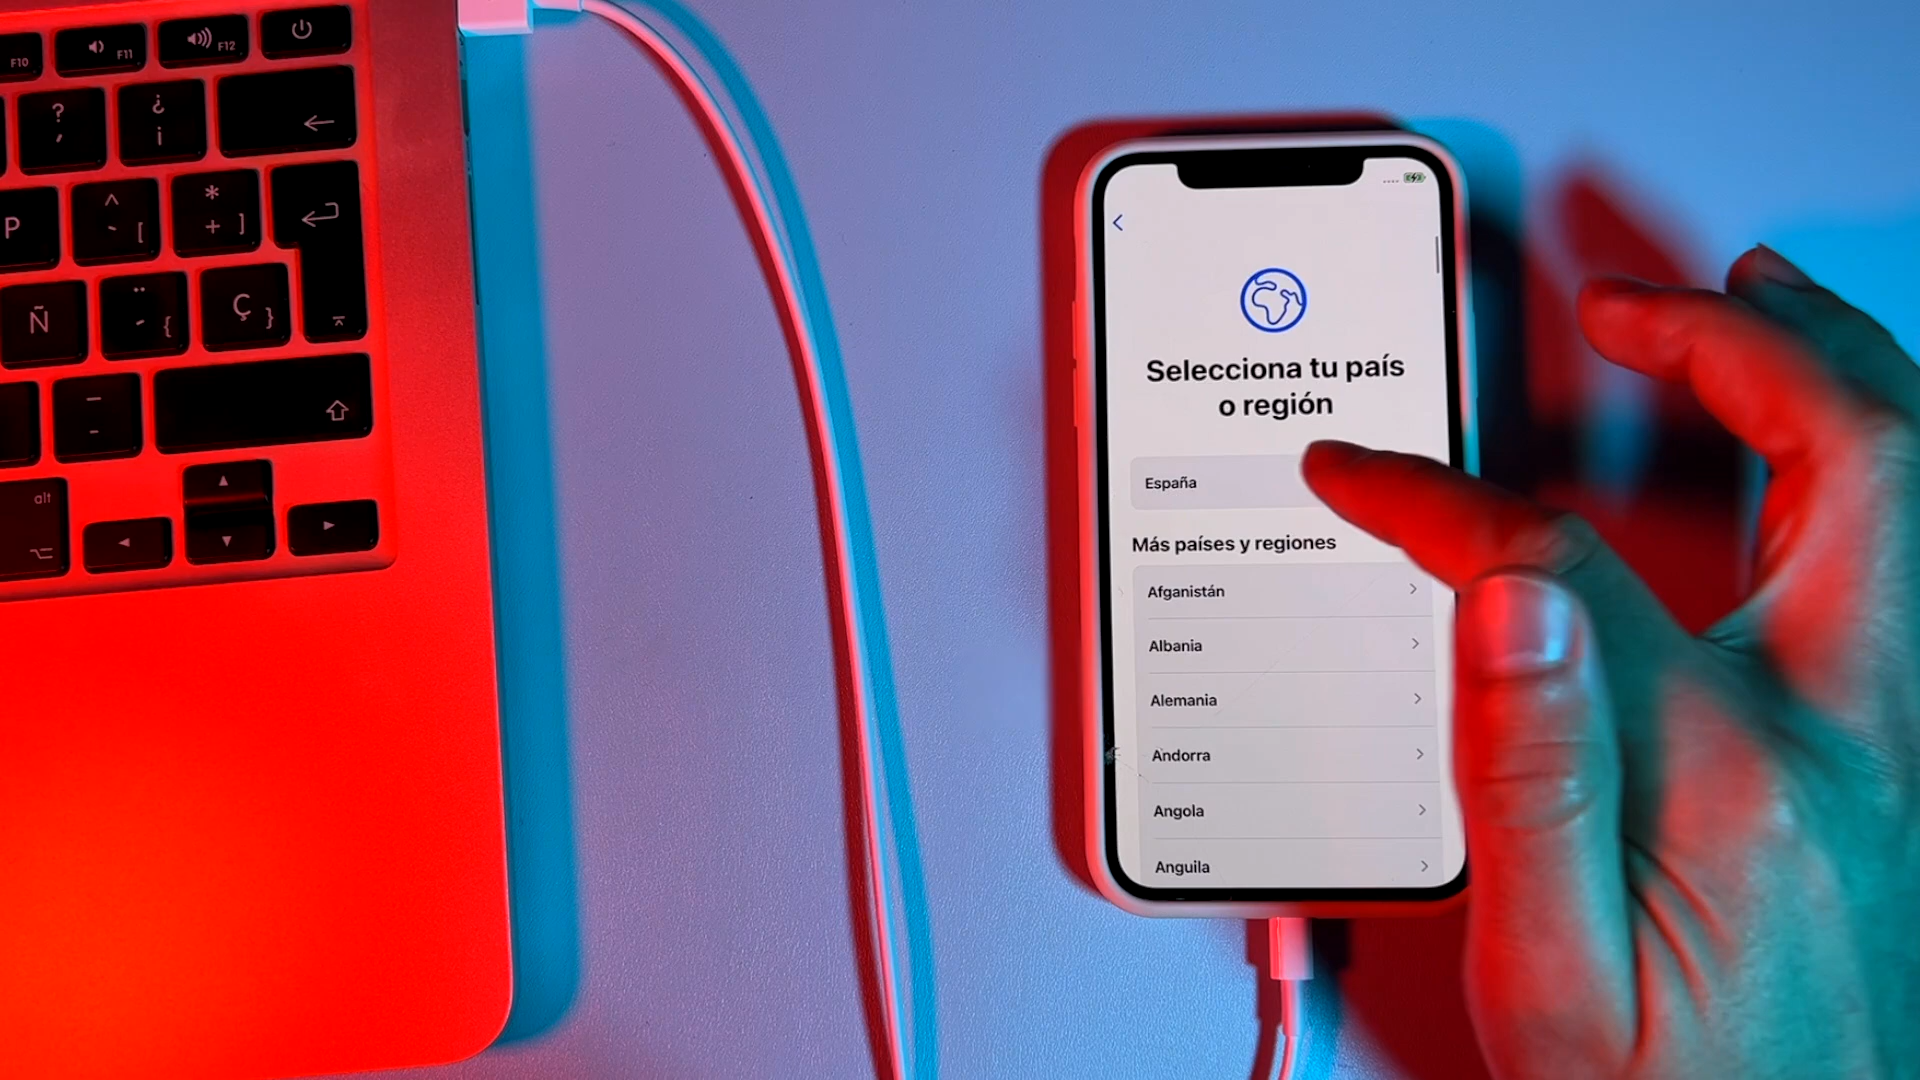 F10
F11
F12
?
'
¿
¡
P
^
` [
*
+ ]
Ñ
¨
´ {
Ç }
–
-
alt
Selecciona tu país
o región
España
Más países y regiones
Afganistán
Albania
Alemania
Andorra
Angola
Anguila